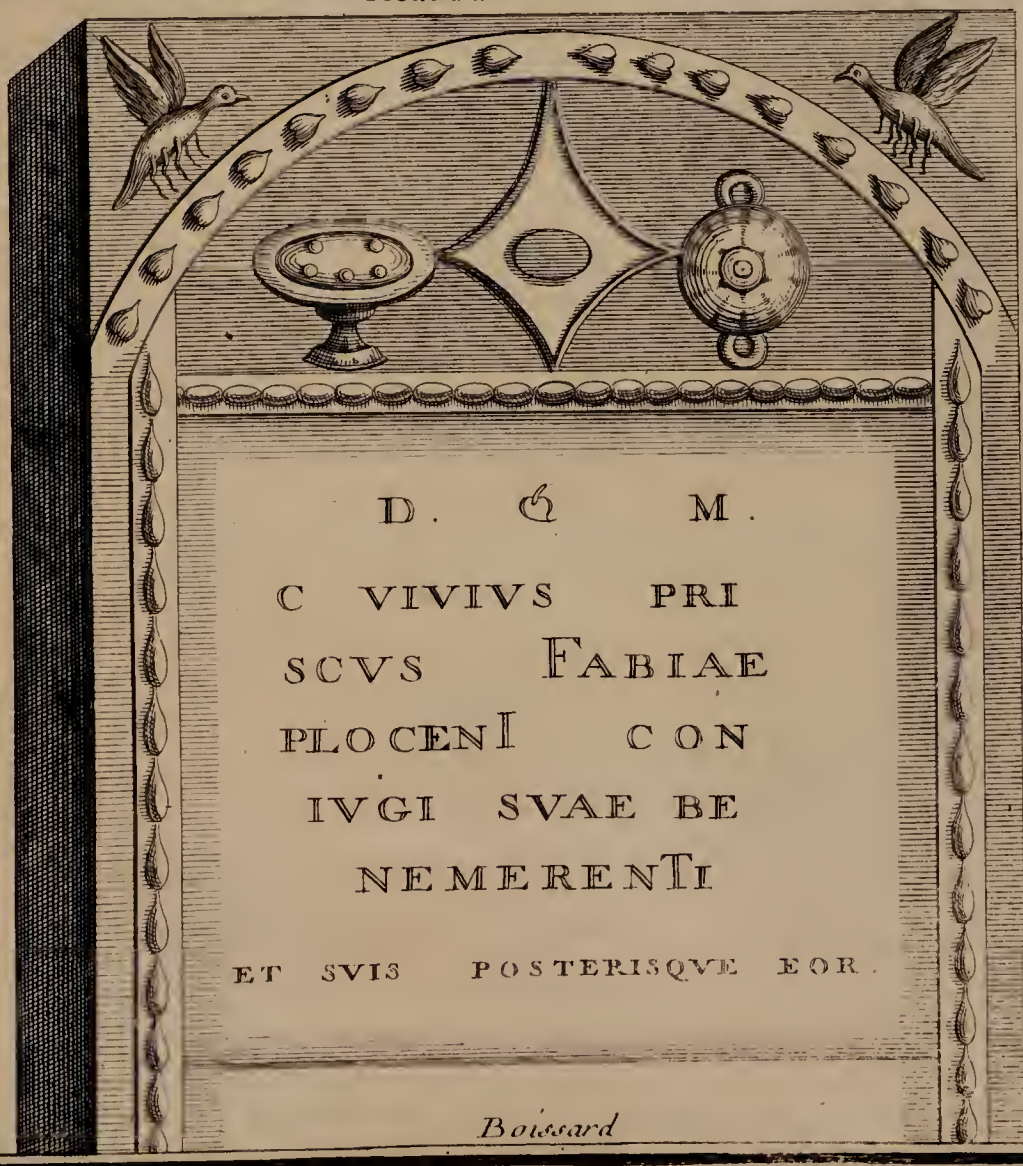 D. ❦ M.
C VIVIVS PRI
SCVS FABIAE
PLOCENI CON
IVGI SVAE BE
NEMERENTI
ET SVIS POSTERISQVE EOR.
Boissard